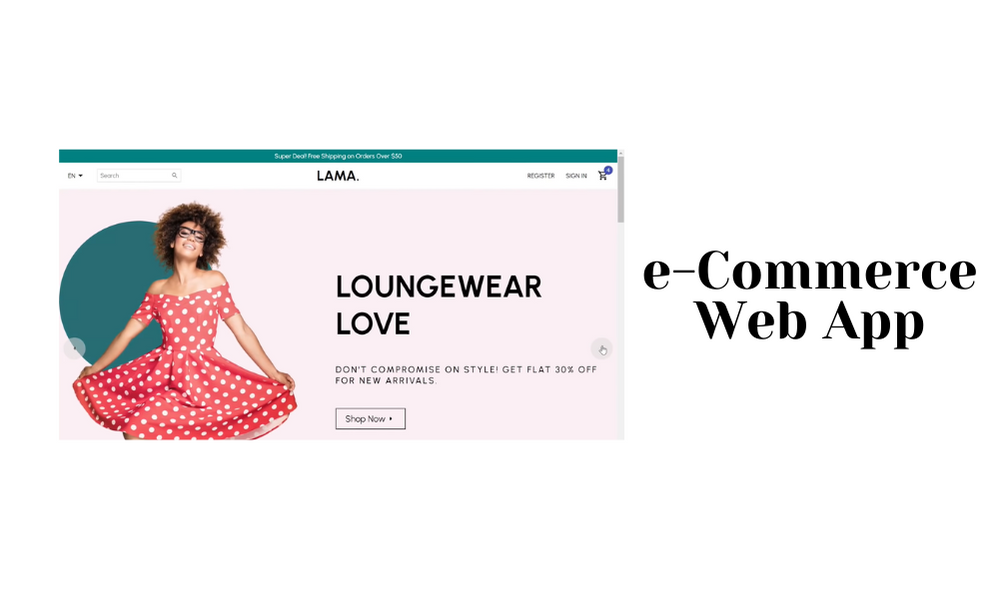 Super Deal! Free Shipping on Orders Over $50
EN
Search
LAMA.
REGISTER
SIGN IN
4
LOUNGEWEAR
LOVE
DON'T COMPROMISE ON STYLE! GET FLAT 30% OFF
FOR NEW ARRIVALS.
Shop Now
e-Commerce
Web App